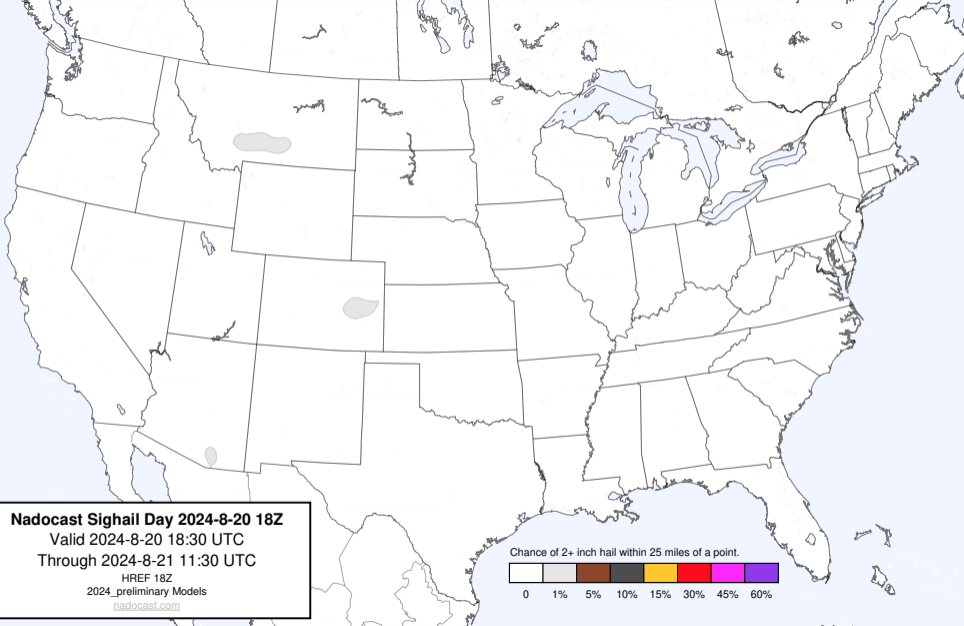 Nadocast Sighail Day 2024-8-20 18Z
Valid 2024-8-20 18:30 UTC
Through 2024-8-21 11:30 UTC
HREF 18Z
2024_preliminary Models
nadocast.com
Chance of 2+ inch hail within 25 miles of a point.
0 1% 5% 10% 15% 30% 45% 60%